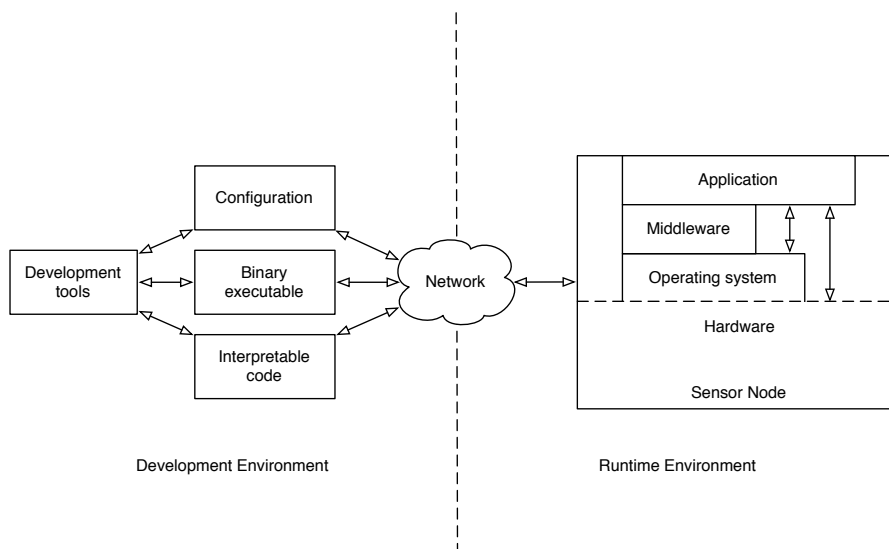 Configuration
Development
tools
Binary
executable
Interpretable
code
Network
Application
Middleware
Operating system
Hardware
Sensor Node
Development Environment
Runtime Environment